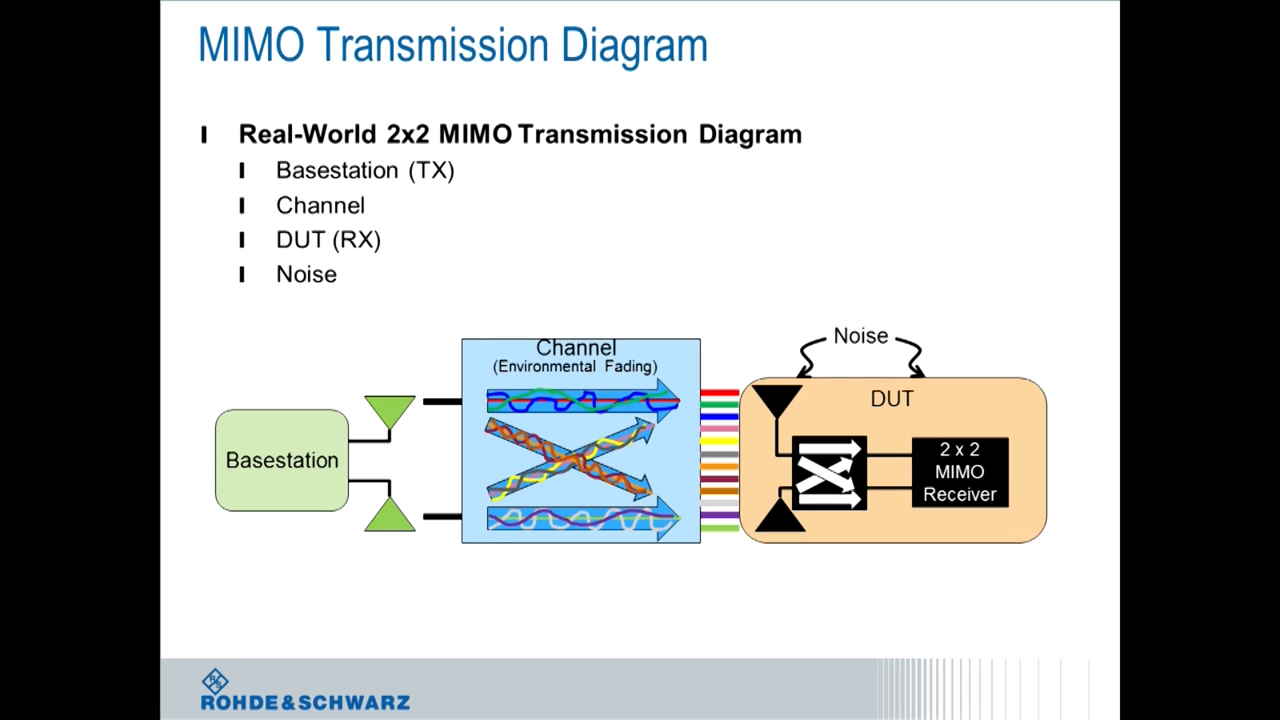 MIMO Transmission Diagram
Real-World 2x2 MIMO Transmission Diagram
Basestation (TX)
Channel
DUT (RX)
Noise
Channel
(Environmental Fading)
Noise
DUT
Basestation
2 x 2
MIMO
Receiver
R&S
ROHDE&SCHWARZ